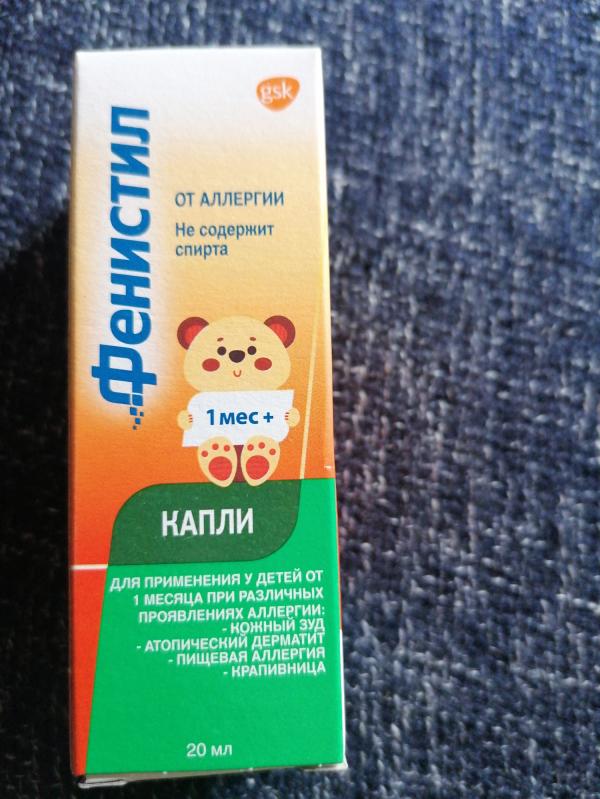 gsk
Фенистил
ОТ АЛЛЕРГИИ
Не содержит
спирта
1 мес +
КАПЛИ
ДЛЯ ПРИМЕНЕНИЯ У ДЕТЕЙ ОТ
1 МЕСЯЦА ПРИ РАЗЛИЧНЫХ
ПРОЯВЛЕНИЯХ АЛЛЕРГИИ:
- КОЖНЫЙ ЗУД
- АТОПИЧЕСКИЙ ДЕРМАТИТ
- ПИЩЕВАЯ АЛЛЕРГИЯ
- КРАПИВНИЦА
20 мл